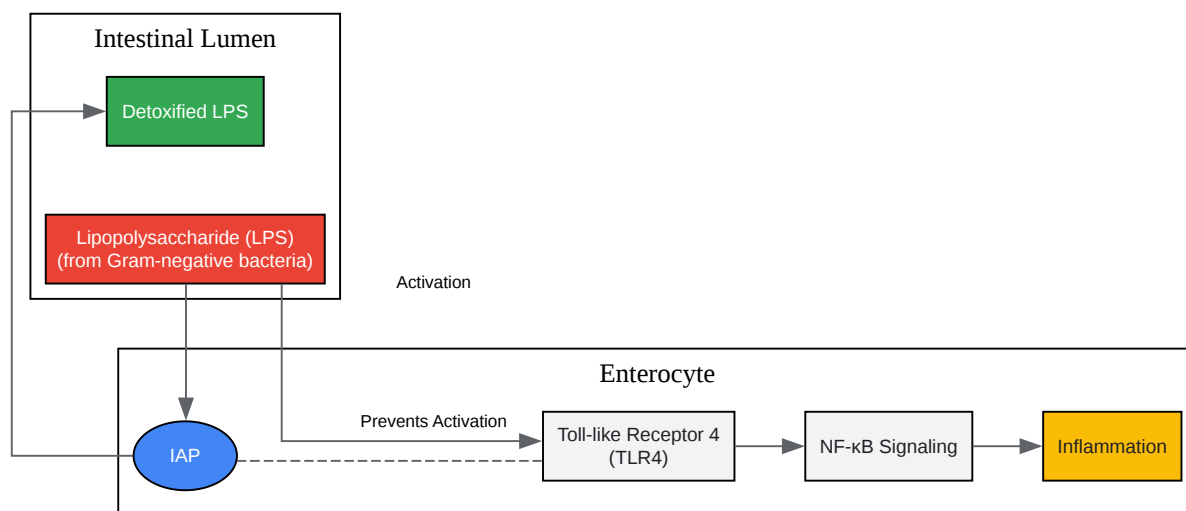 Intestinal Lumen
Detoxified LPS
Lipopolysaccharide (LPS)
(from Gram-negative bacteria)
Activation
Enterocyte
Prevents Activation
IAP
Toll-like Receptor 4
(TLR4)
NF-κB Signaling
Inflammation